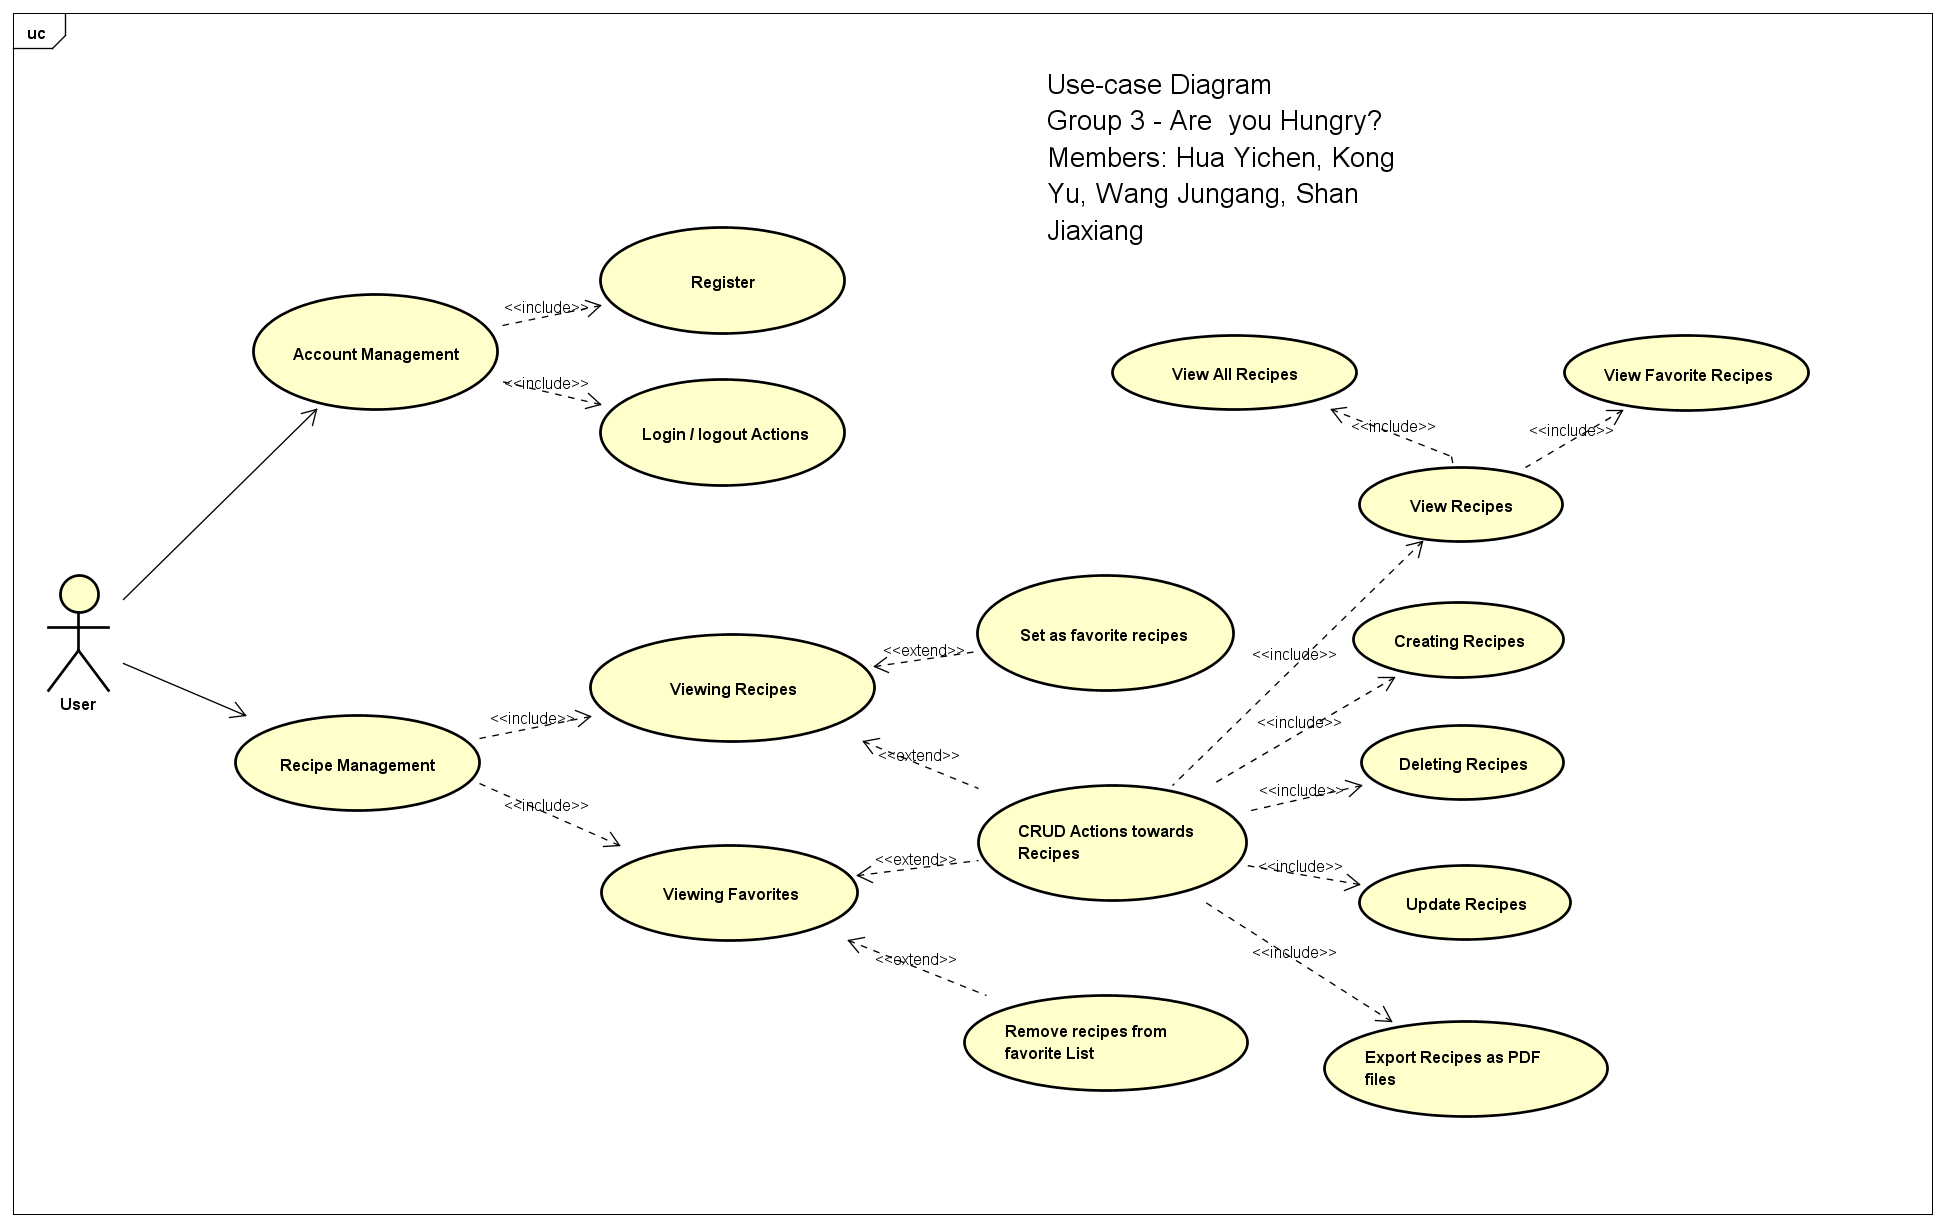 uc
Use-case Diagram
Group 3 - Are  you Hungry?
Members: Hua Yichen, Kong
Yu, Wang Jungang, Shan
Jiaxiang
Register
<<include>>
Account Management
<<include>>
Login / logout Actions
View All Recipes
View Favorite Recipes
<<include>>
<<include>>
View Recipes
Set as favorite recipes
<<extend>>
<<include>>
Creating Recipes
Viewing Recipes
User
<<include>>
<<include>>
<<extend>>
Recipe Management
Deleting Recipes
<<include>>
<<include>>
CRUD Actions towards
Recipes
<<extend>>
<<include>>
Viewing Favorites
Update Recipes
<<extend>>
<<include>>
Remove recipes from
favorite List
Export Recipes as PDF
files